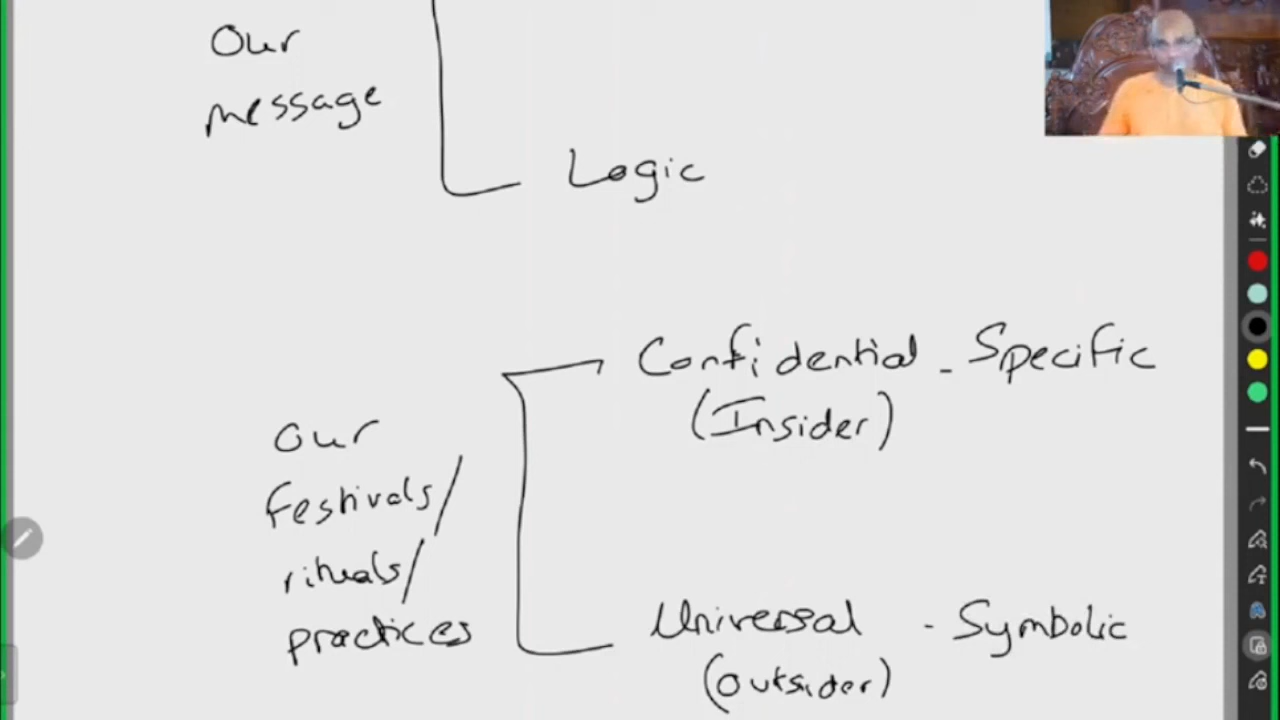 Our
message
Logic
Confidential - Specific
(Insider)
Our
festivals/
rituals/
practices
Universal - Symbolic
(outsider)